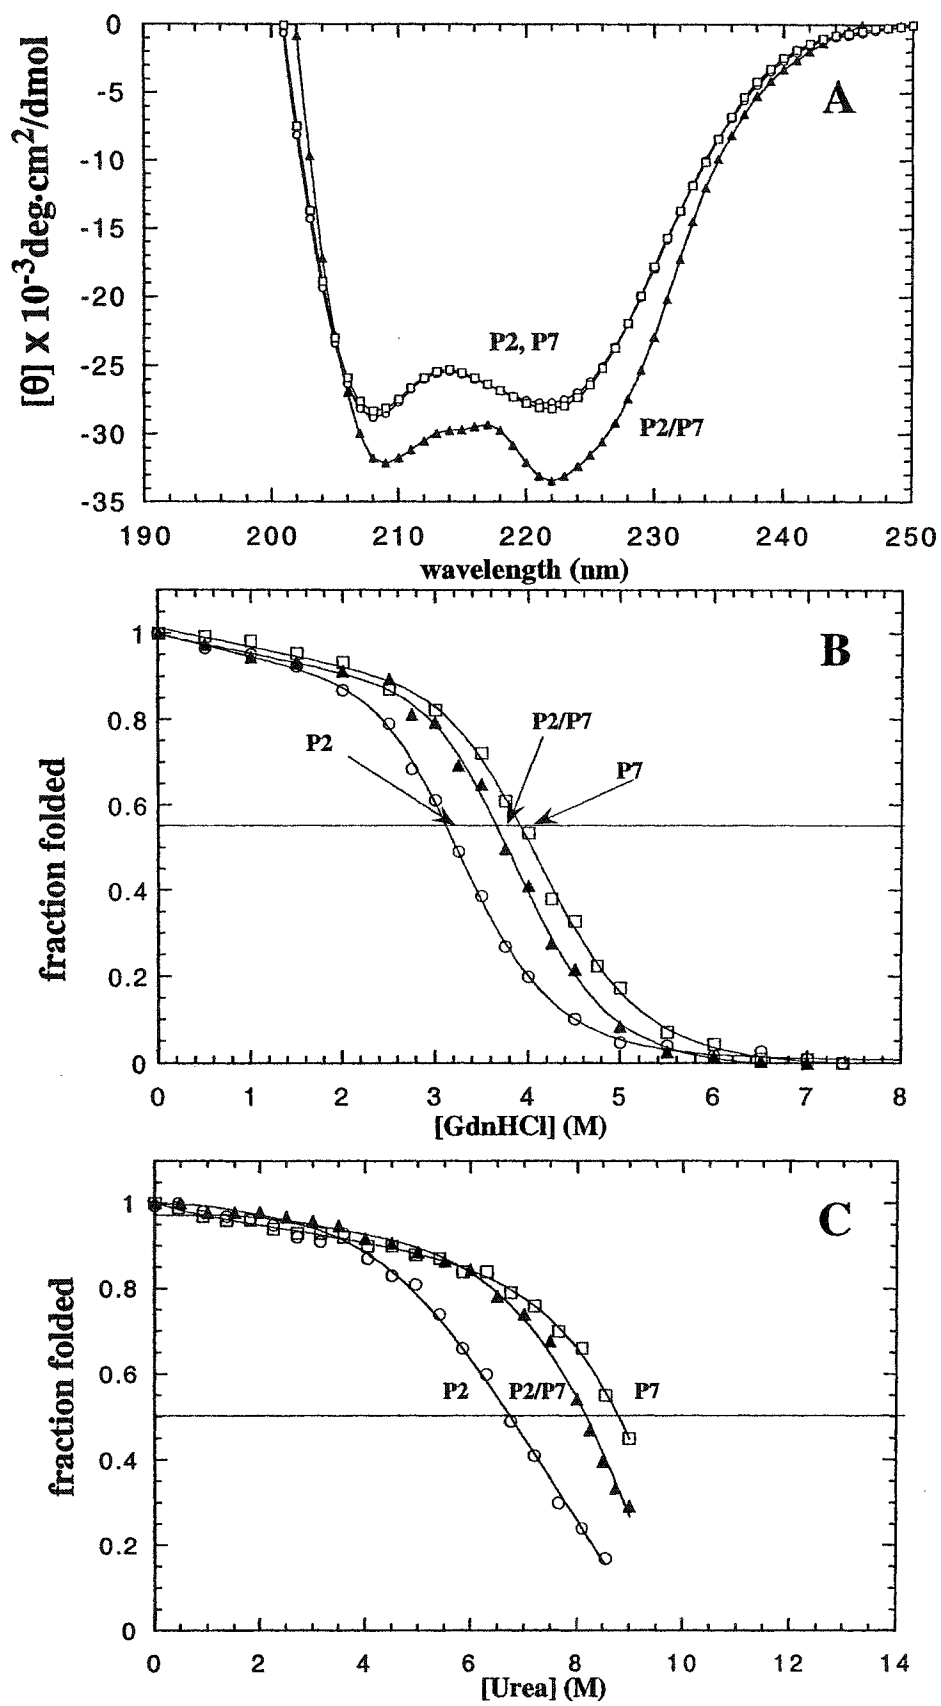 0
-5
A
-10
-15
-20
P2, P7
-25
P2/P7
-30
-35
[θ] x 10⁻³deg·cm²/dmol
190 200 210 220 230 240 250
wavelength (nm)
1
B
P2/P7
P2
0.8
P7
0.6
0.4
0.2
0
fraction folded
0 1 2 3 4 5 6 7 8
[GdnHCl] (M)
1
C
0.8
0.6
P2 P2/P7 P7
0.4
0.2
0
fraction folded
0 2 4 6 8 10 12 14
[Urea] (M)